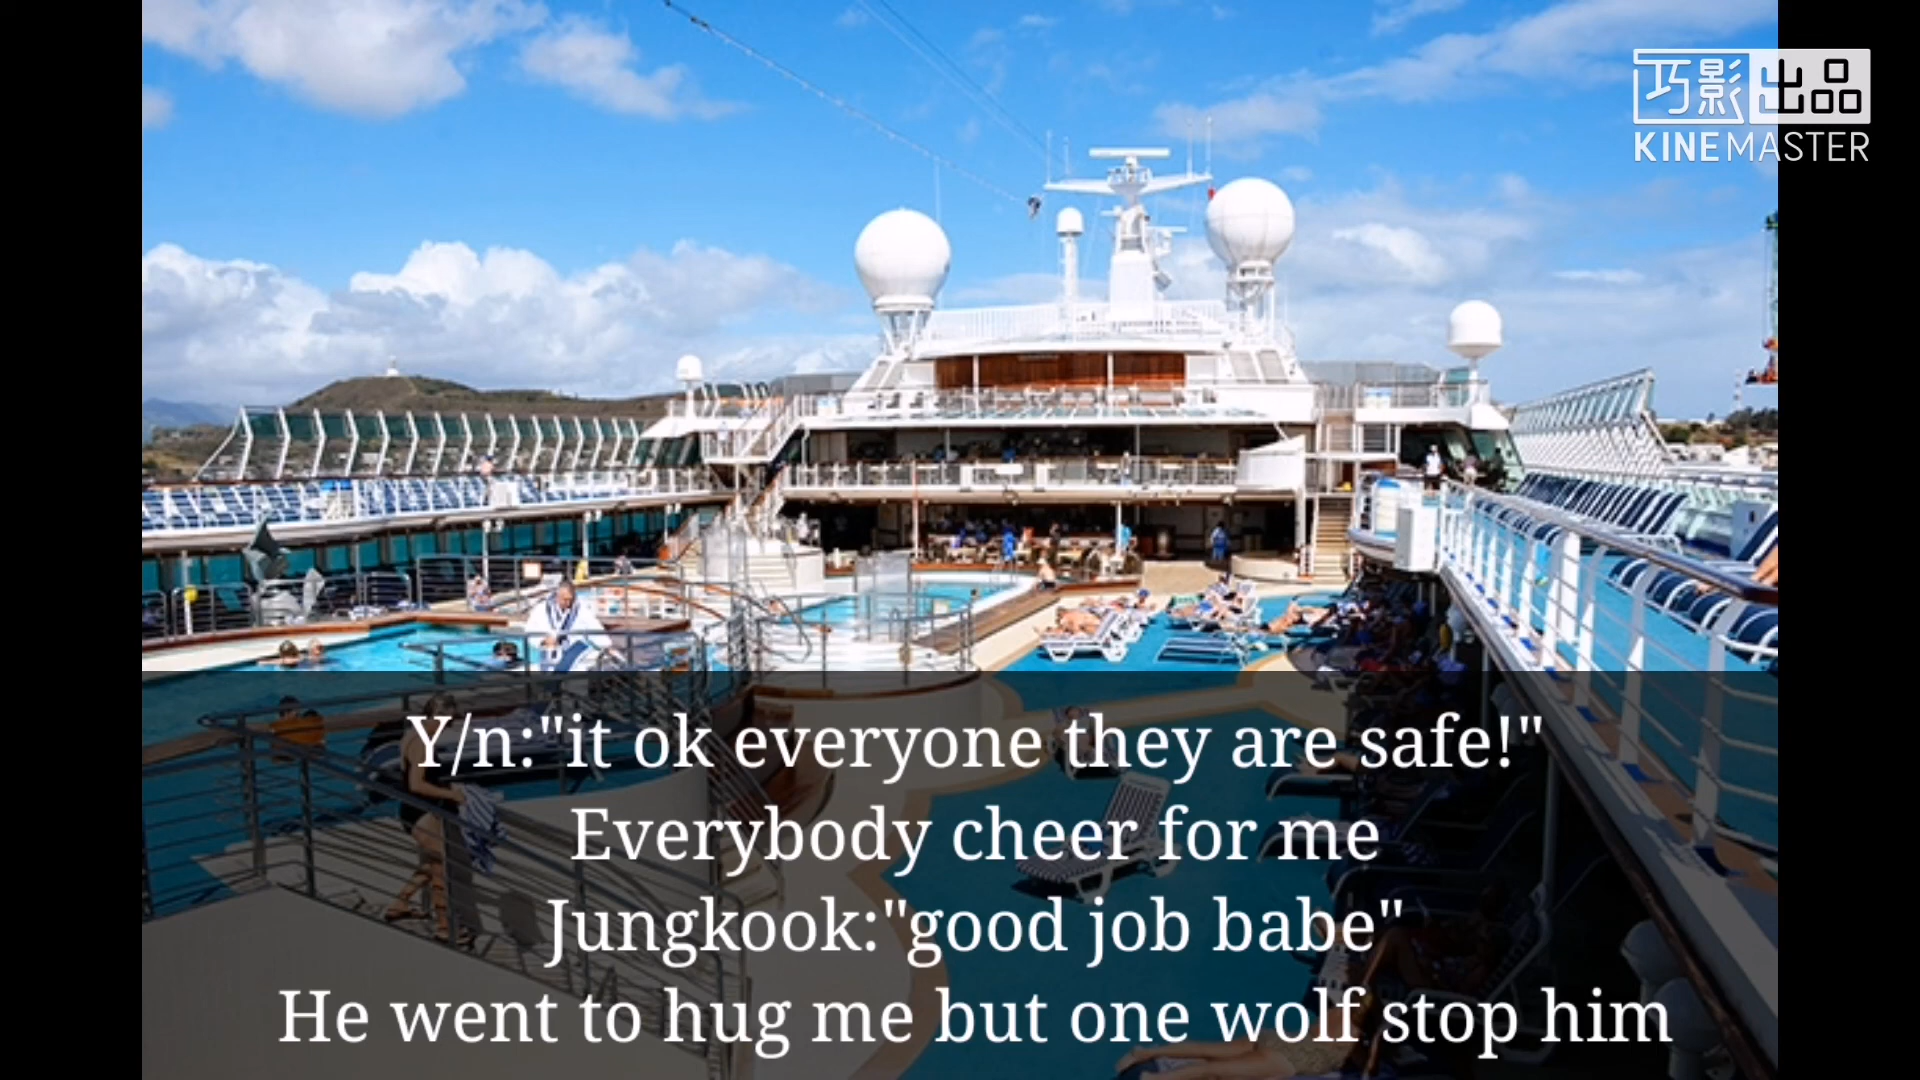 巧影出品
KINEMASTER
Y/n:"it ok everyone they are safe!"
Everybody cheer for me
Jungkook:"good job babe"
He went to hug me but one wolf stop him